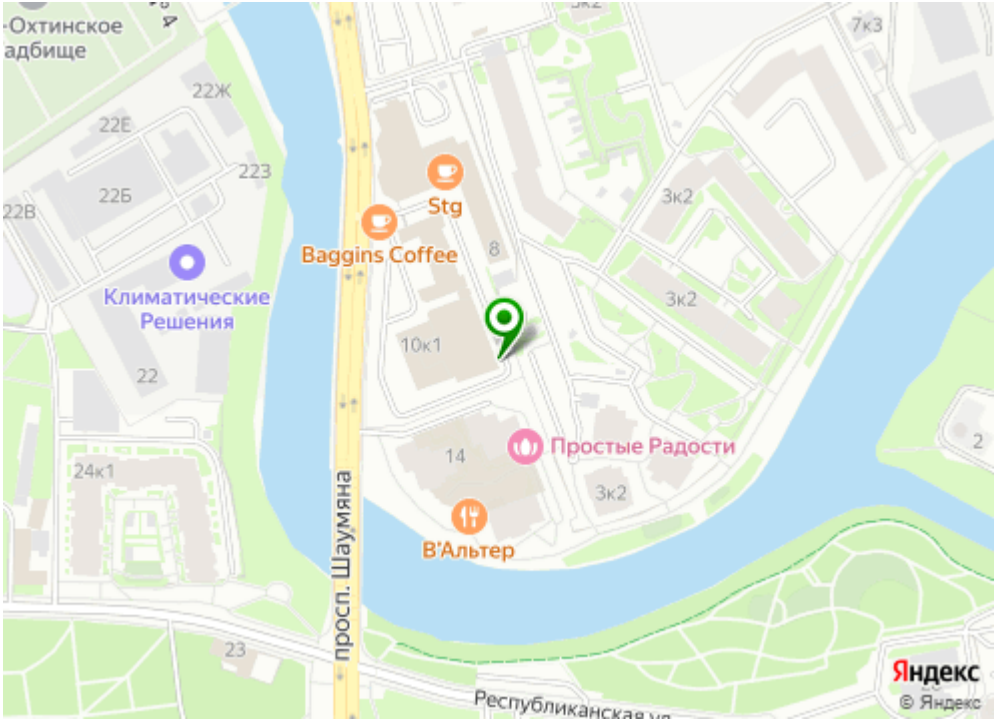 -Охтинское
адбище
22Ж
22Е
22Б
22З
22В
Климатические
Решения
22
24к1
23
просп. Шаумяна
Stg
Baggins Coffee
8
10к1
14
Простые Радости
В'Альтер
3к2
7к3
3к2
3к2
3к2
2
Республиканская ул.
Яндекс
© Яндекс